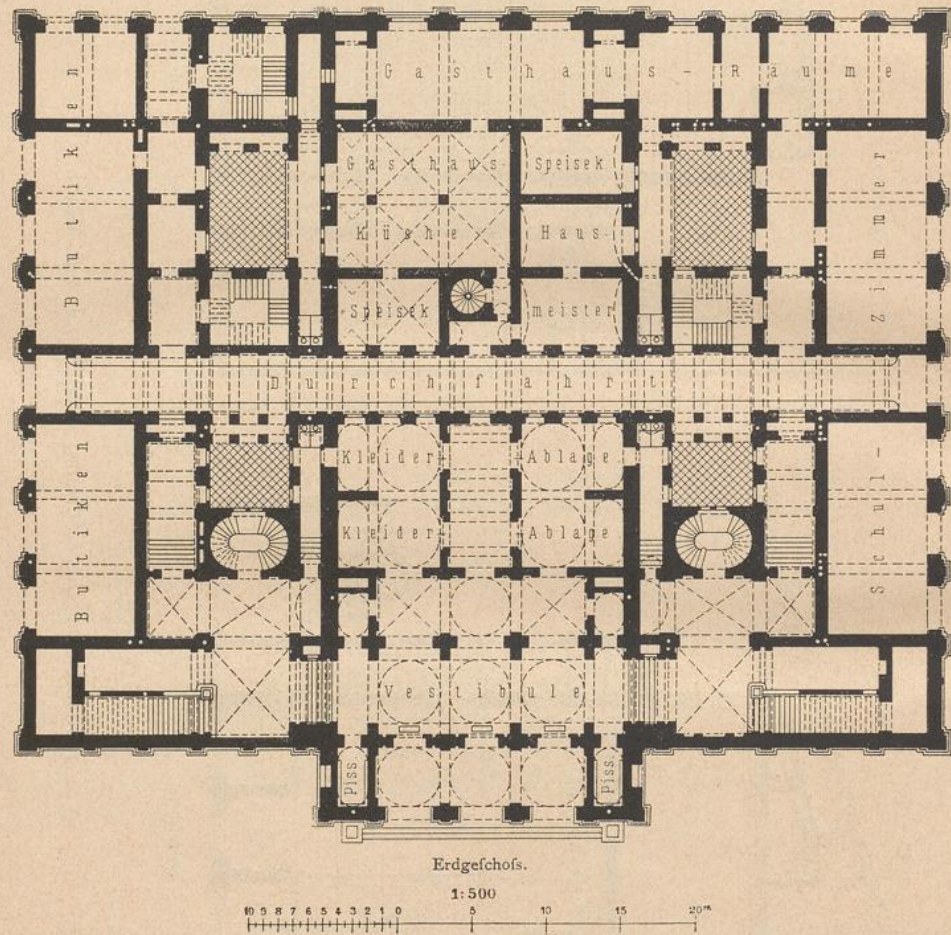 Gasthaus-Räume
Butiken
Gasthaus-
Speisek
Küche
Haus-
Speisek
meister
Zimmer
Durchfahrt
Kleider
Ablage
Kleider
Ablage
Butiken
Schul-
Vestibule
Piss.
Piss.
Erdgeſchoſs.
1:500
10 9 8 7 6 5 4 3 2 1 0 5 10 15 20m